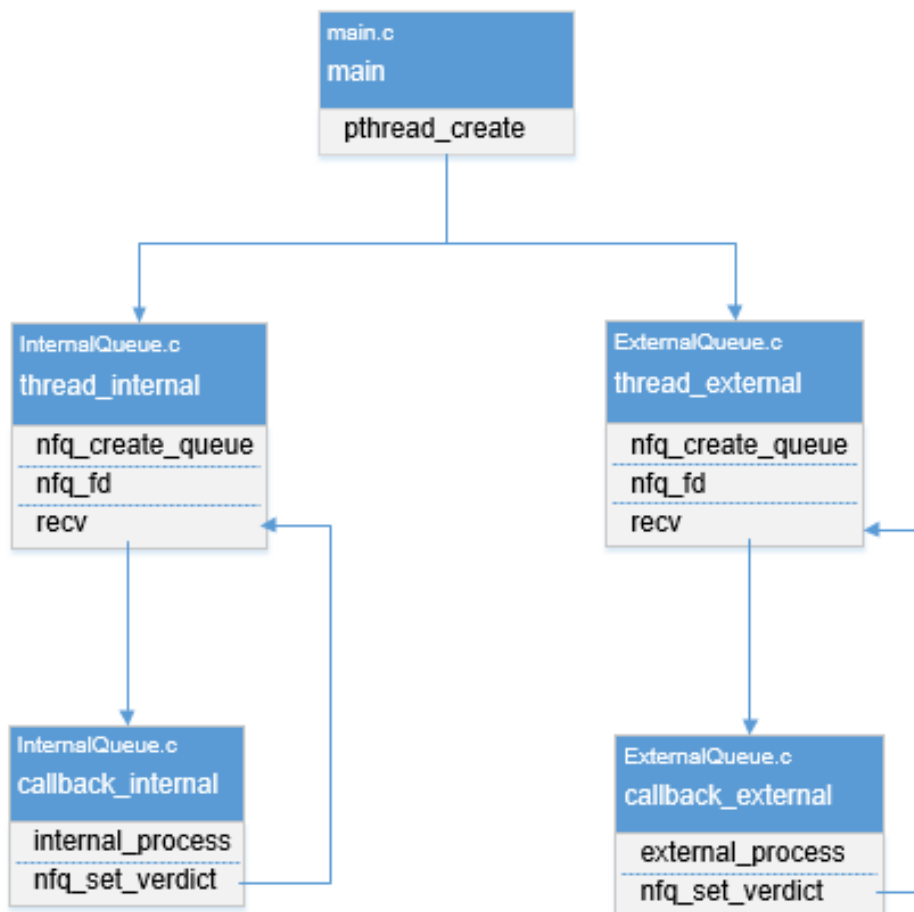 main.c
main
pthread_create
InternalQueue.c
thread_internal
nfq_create_queue
nfq_fd
recv
ExternalQueue.c
thread_external
nfq_create_queue
nfq_fd
recv
InternalQueue.c
callback_internal
internal_process
nfq_set_verdict
ExternalQueue.c
callback_external
external_process
nfq_set_verdict